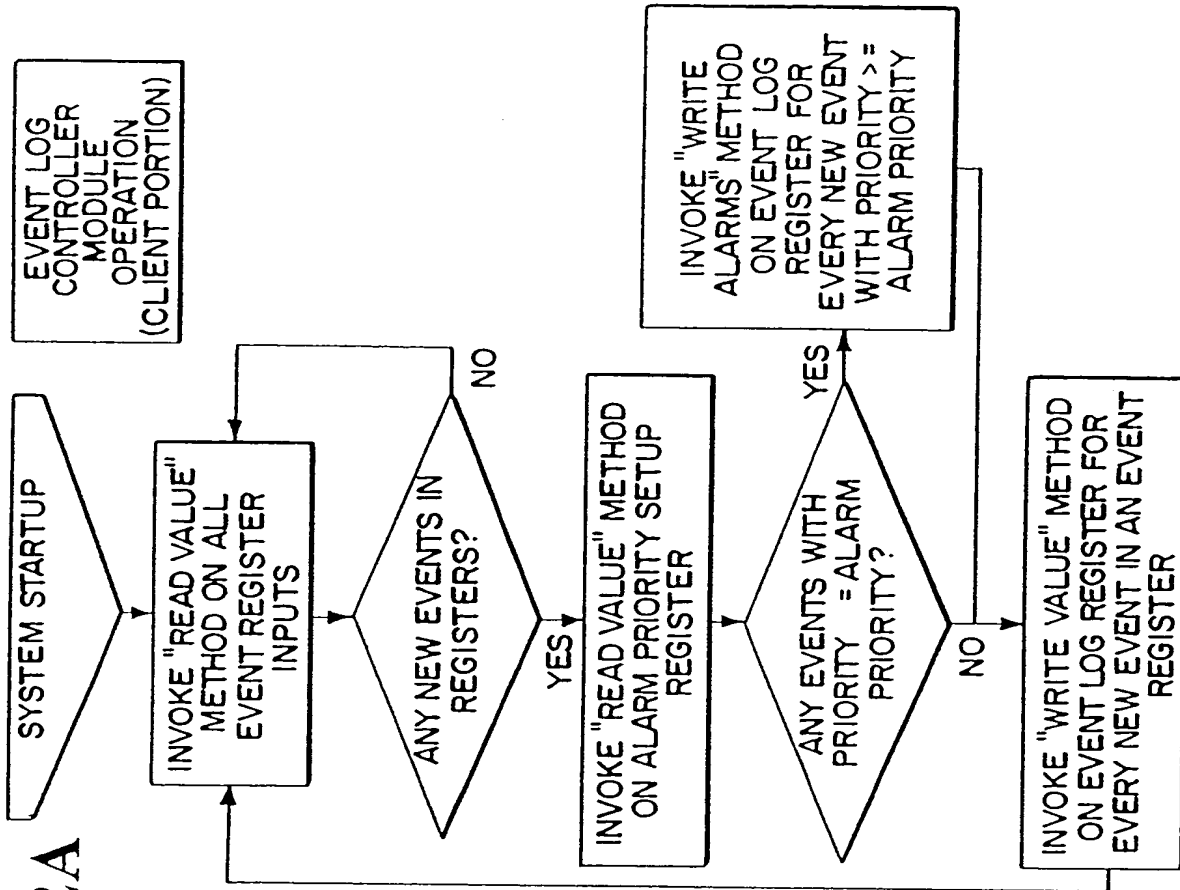 EVENT LOG
CONTROLLER
MODULE
OPERATION
(CLIENT PORTION)
SYSTEM STARTUP
INVOKE "READ VALUE"
METHOD ON ALL
EVENT REGISTER
INPUTS
ANY NEW EVENTS IN
REGISTERS?
NO
YES
INVOKE "READ VALUE" METHOD
ON ALARM PRIORITY SETUP
REGISTER
ANY EVENTS WITH
PRIORITY = ALARM
PRIORITY?
YES
INVOKE "WRITE
ALARMS" METHOD
ON EVENT LOG
REGISTER FOR
EVERY NEW EVENT
WITH PRIORITY >=
ALARM PRIORITY
NO
INVOKE "WRITE VALUE" METHOD
ON EVENT LOG REGISTER FOR
EVERY NEW EVENT IN AN EVENT
REGISTER